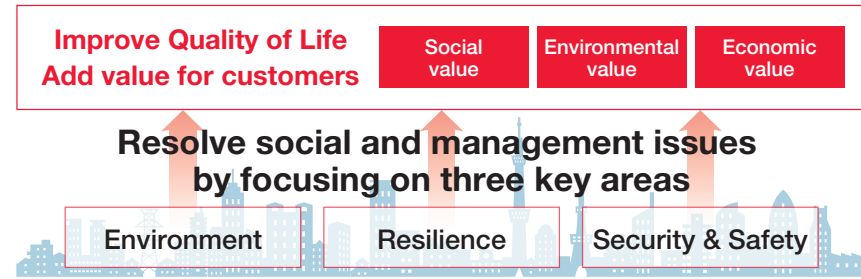 Improve Quality of Life
Add value for customers
Social
value
Environmental
value
Economic
value
Resolve social and management issues
by focusing on three key areas
Environment
Resilience
Security & Safety